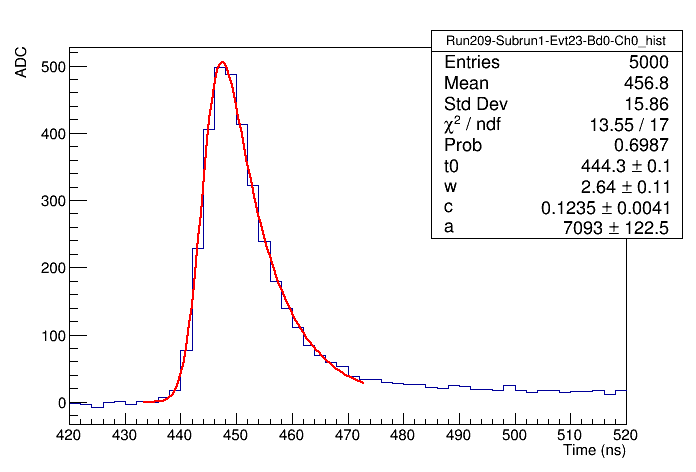 Run209-Subrun1-Evt23-Bd0-Ch0_hist
Entries 5000
Mean 456.8
Std Dev 15.86
χ² / ndf 13.55 / 17
Prob 0.6987
t0 444.3 ± 0.1
w 2.64 ± 0.11
c 0.1235 ± 0.0041
a 7093 ± 122.5
ADC
500
400
300
200
100
0
420 430 440 450 460 470 480 490 500 510 520
Time (ns)